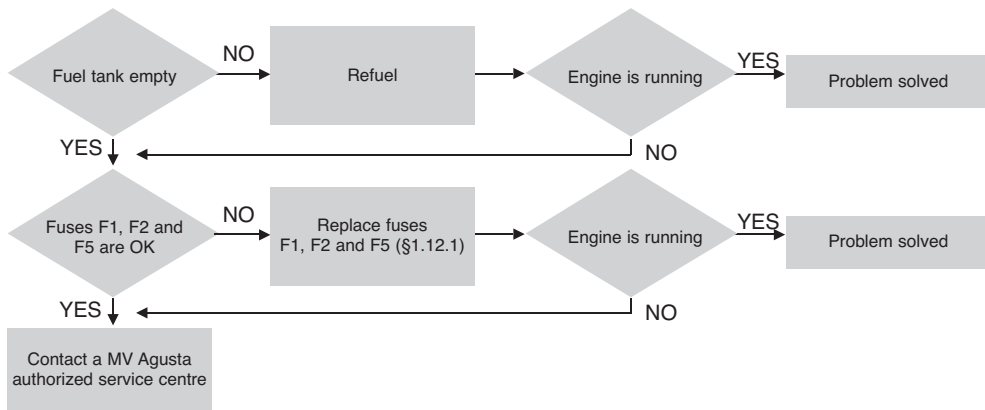 Fuel tank empty
NO
Refuel
Engine is running
YES
Problem solved
YES
NO
Fuses F1, F2 and
F5 are OK
NO
Replace fuses
F1, F2 and F5 (§1.12.1)
Engine is running
YES
Problem solved
YES
NO
Contact a MV Agusta
authorized service centre